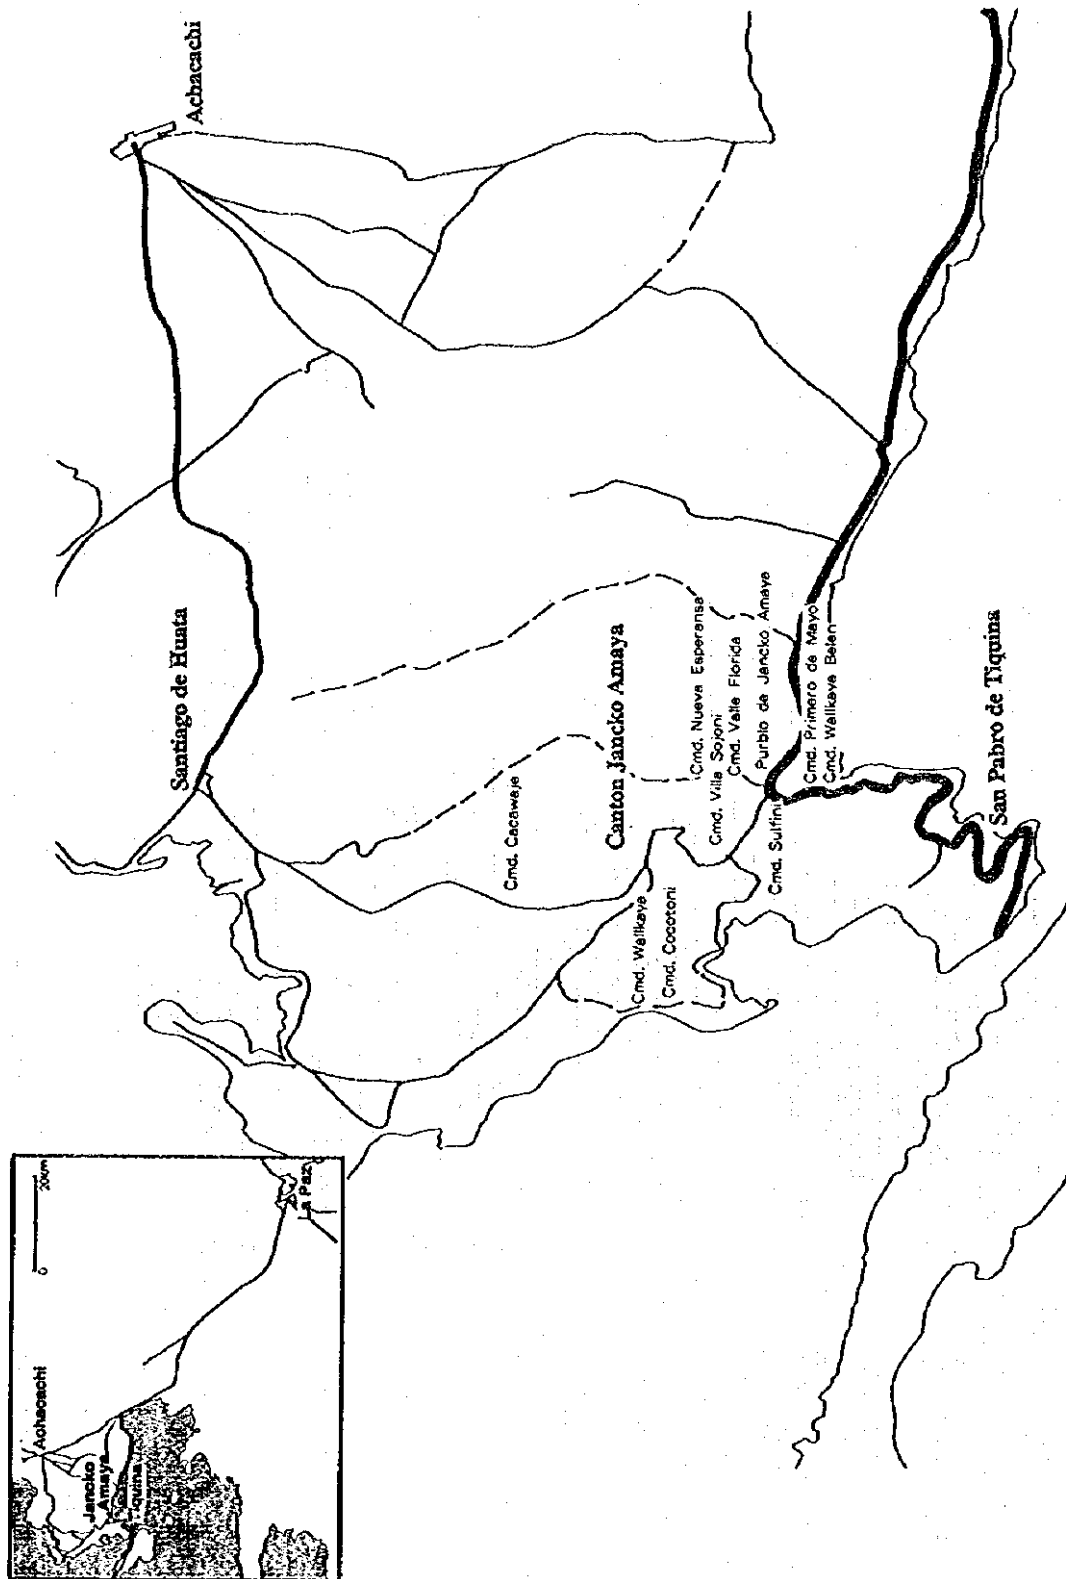 Achacachi
Santiago de Huata
Canton Jancko Amaya
Cmd. Cacawaje
Cmd. Nueva Esperansa
Cmd. Villa Sojoni
Cmd. Valle Florida
Purblo de Jancko Amaya
Cmd. Wallkaya
Cmd. Cocotoni
Cmd. Sulfini
Cmd. Primero de Mayo
Cmd. Wallkaya Belen
San Pabro de Tiquina
Achacachi
Jancko
Amaya
La Paz
0 20km